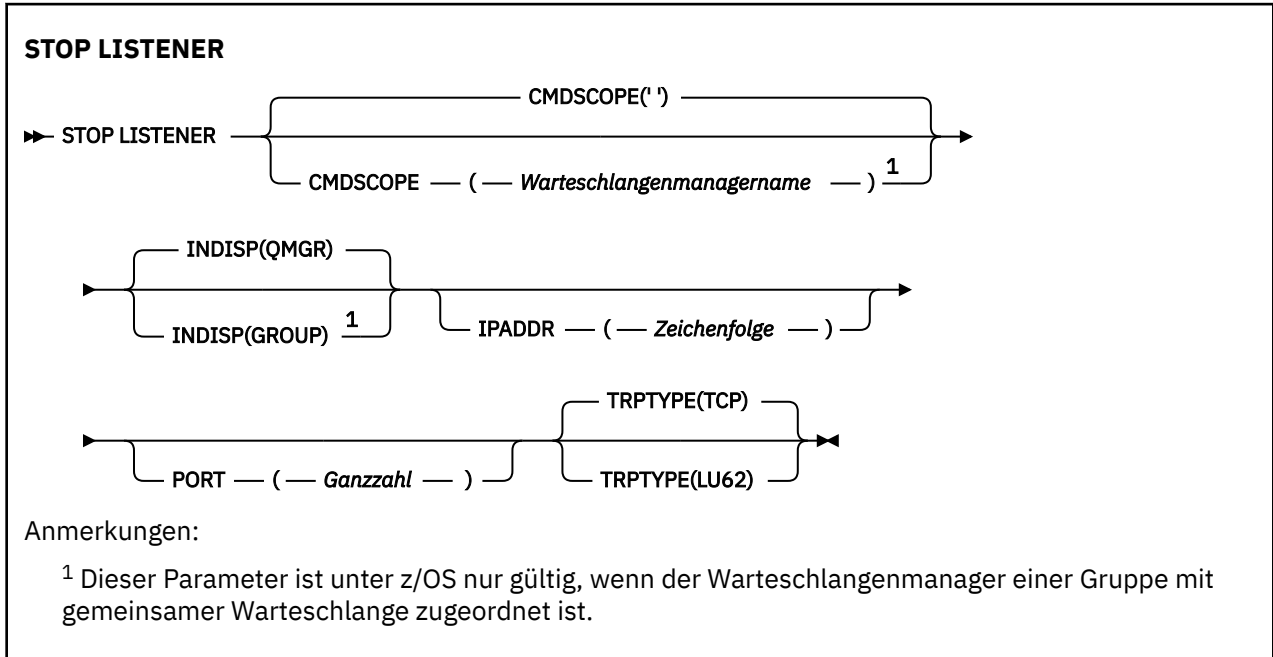 STOP LISTENER
CMDSCOPE(' ')
STOP LISTENER
CMDSCOPE — ( — Warteschlangenmanagername — ) 1
INDISP(QMGR)
INDISP(GROUP) 1
IPADDR — ( — Zeichenfolge — )
TRPTYPE(TCP)
PORT — ( — Ganzzahl — )
TRPTYPE(LU62)
Anmerkungen:
1 Dieser Parameter ist unter z/OS nur gültig, wenn der Warteschlangenmanager einer Gruppe mit
gemeinsamer Warteschlange zugeordnet ist.